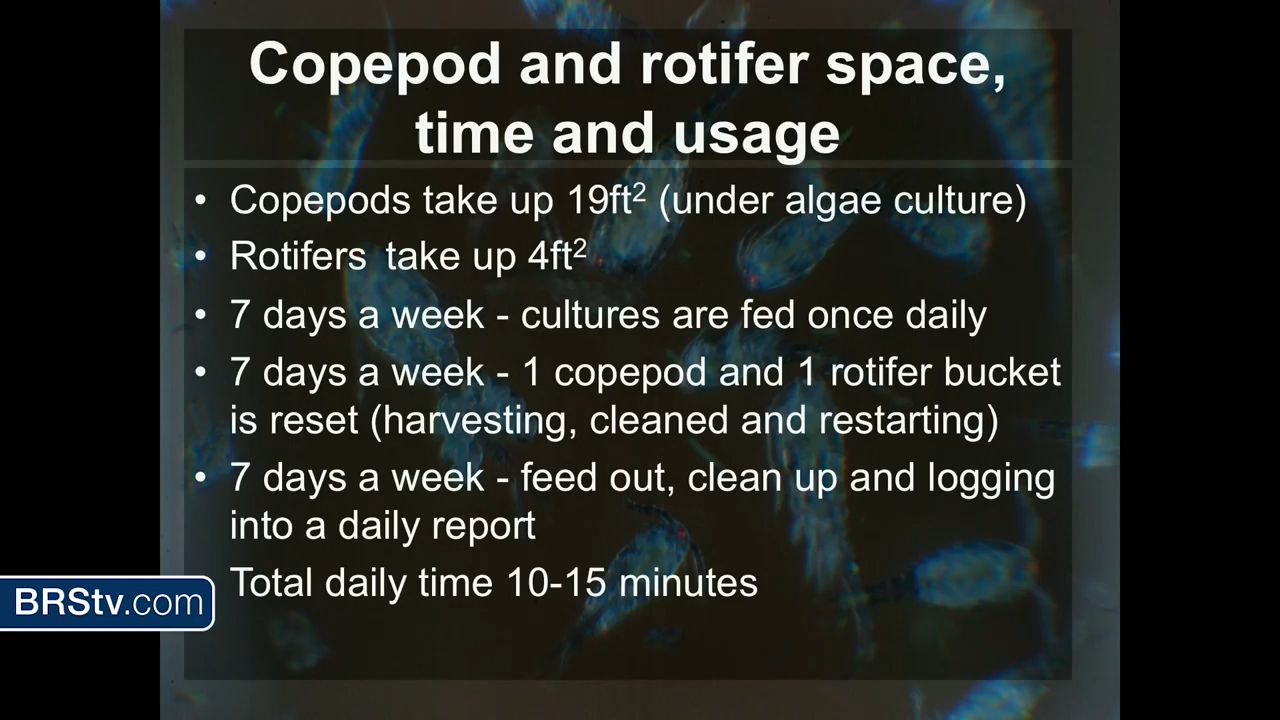 Copepod and rotifer space,
time and usage
• Copepods take up 19ft² (under algae culture)
• Rotifers take up 4ft²
• 7 days a week - cultures are fed once daily
• 7 days a week - 1 copepod and 1 rotifer bucket
is reset (harvesting, cleaned and restarting)
• 7 days a week - feed out, clean up and logging
into a daily report
Total daily time 10-15 minutes
BRStv.com